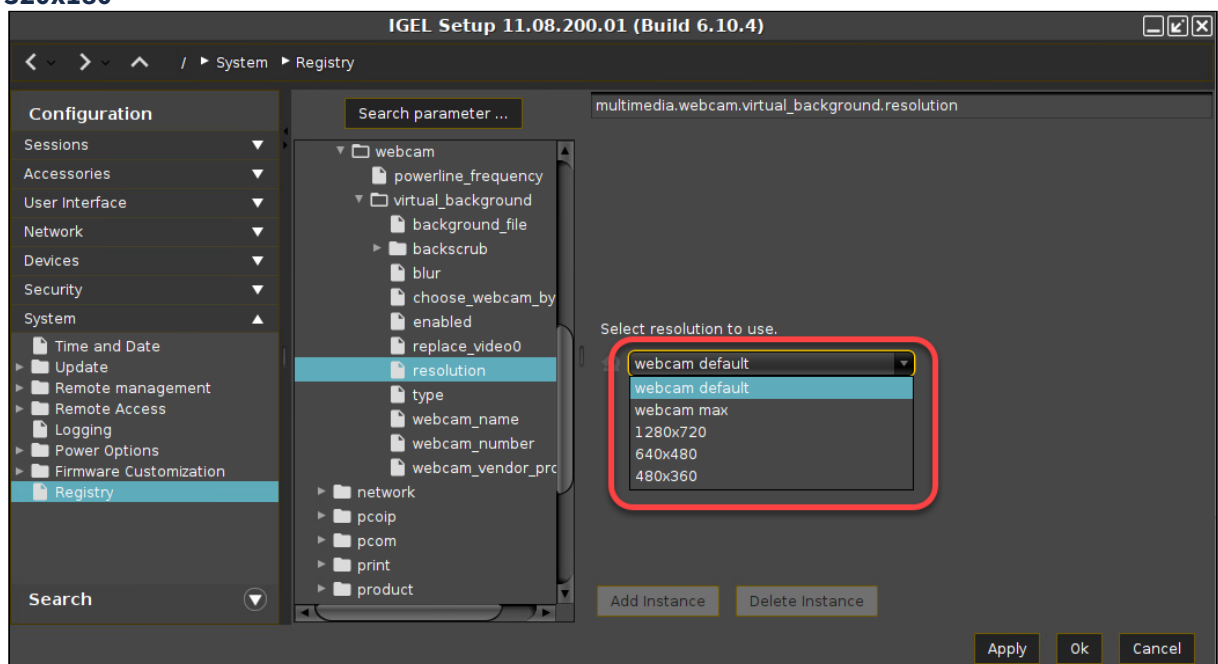 320x180
IGEL Setup 11.08.200.01 (Build 6.10.4)
/ System Registry
Configuration
Sessions
Accessories
User Interface
Network
Devices
Security
System
Time and Date
Update
Remote management
Remote Access
Logging
Power Options
Firmware Customization
Registry
Search
Search parameter ...
webcam
powerline_frequency
virtual_background
background_file
backscrub
blur
choose_webcam_by
enabled
replace_video0
resolution
type
webcam_name
webcam_number
webcam_vendor_prc
network
pcoip
pcom
print
product
multimedia.webcam.virtual_background.resolution
Select resolution to use.
webcam default
webcam default
webcam max
1280x720
640x480
480x360
Add Instance Delete Instance
Apply Ok Cancel